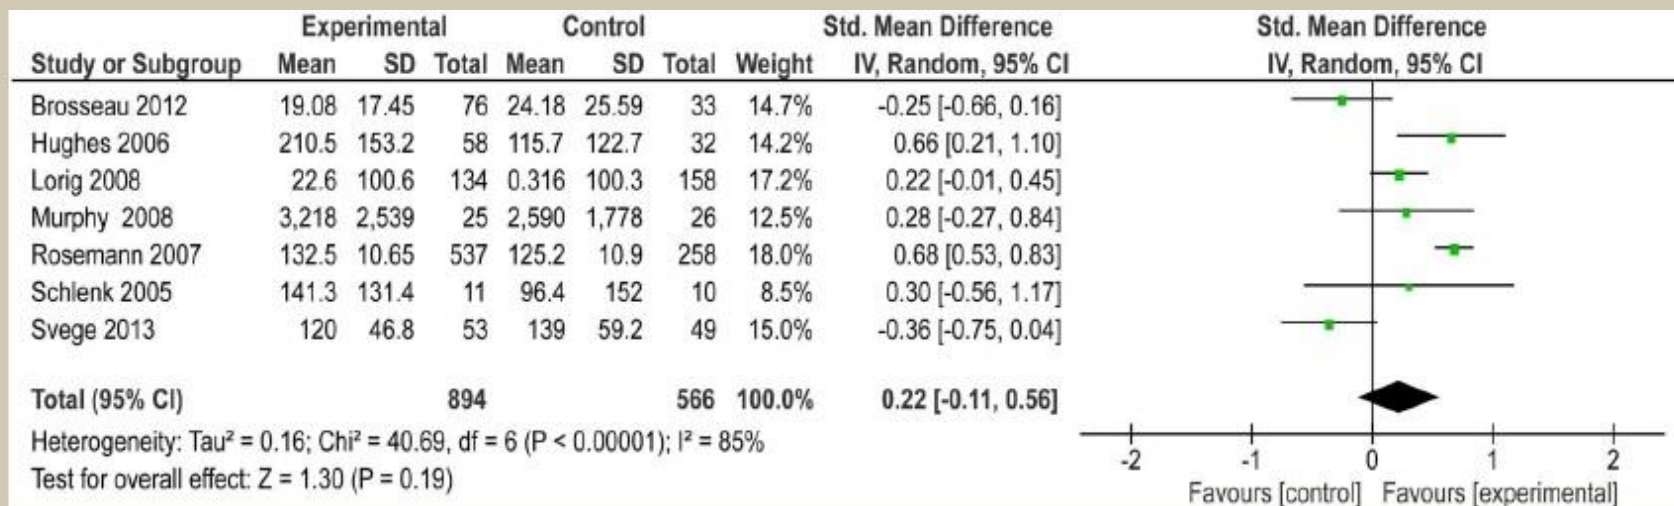 Experimental Control Std. Mean Difference Std. Mean Difference
Study or Subgroup Mean SD Total Mean SD Total Weight IV, Random, 95% CI IV, Random, 95% CI
Brosseau 2012 19.08 17.45 76 24.18 25.59 33 14.7% -0.25 [-0.66, 0.16]
Hughes 2006 210.5 153.2 58 115.7 122.7 32 14.2% 0.66 [0.21, 1.10]
Lorig 2008 22.6 100.6 134 0.316 100.3 158 17.2% 0.22 [-0.01, 0.45]
Murphy 2008 3,218 2,539 25 2,590 1,778 26 12.5% 0.28 [-0.27, 0.84]
Rosemann 2007 132.5 10.65 537 125.2 10.9 258 18.0% 0.68 [0.53, 0.83]
Schlenk 2005 141.3 131.4 11 96.4 152 10 8.5% 0.30 [-0.56, 1.17]
Svege 2013 120 46.8 53 139 59.2 49 15.0% -0.36 [-0.75, 0.04]
Total (95% CI) 894 566 100.0% 0.22 [-0.11, 0.56]
Heterogeneity: Tau² = 0.16; Chi² = 40.69, df = 6 (P < 0.00001); I² = 85%
Test for overall effect: Z = 1.30 (P = 0.19)
-2 -1 0 1 2
Favours [control] Favours [experimental]